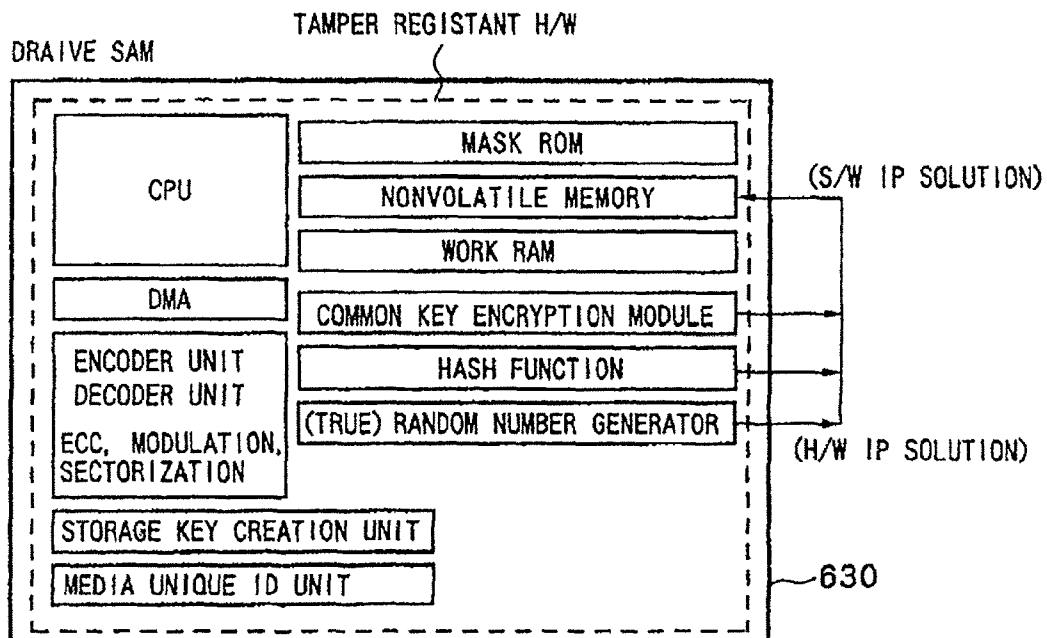 TAMPER REGISTANT H/W
DRAIVE SAM
CPU
DMA
ENCODER UNIT
DECODER UNIT
ECC, MODULATION,
SECTORIZATION
STORAGE KEY CREATION UNIT
MEDIA UNIQUE ID UNIT
MASK ROM
NONVOLATILE MEMORY
WORK RAM
COMMON KEY ENCRYPTION MODULE
HASH FUNCTION
(TRUE) RANDOM NUMBER GENERATOR
(S/W IP SOLUTION)
(H/W IP SOLUTION)
630